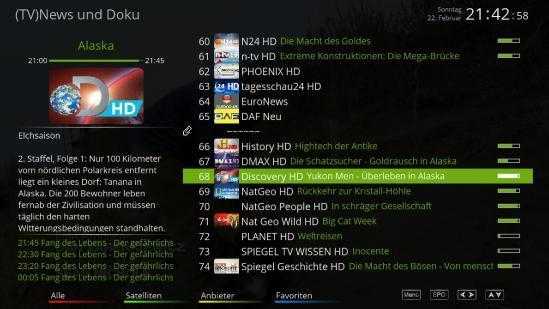 (TV)News und Doku
Sonntag
22. Februar
21:42:58
Alaska
21:00
21:45
D HD
Elchsaison
2. Staffel, Folge 1: Nur 100 Kilometer
vom nördlichen Polarkreis entfernt
liegt ein kleines Dorf; Tanana in
Alaska. Die 200 Bewohner leben
fernab der Zivilisation und müssen
täglich den harten
Witterungsbedingungen standhalten.
21:45 Fang des Lebens - Der gefährlichs
22:30 Fang des Lebens - Der gefährlichs
23:20 Fang des Lebens - Der gefährlichs
00:05 Fang des Lebens - Der gefährlichs
60 N24 HD Die Macht des Goldes
61 n-tv HD Extreme Konstruktionen: Die Mega-Brücke
62 PHOENIX HD
63 tagesschau24 HD
64 EuroNews
65 DAF Neu
-------
66 History HD Hightech der Antike
67 DMAX HD Die Schatzsucher - Goldrausch in Alaska
68 Discovery HD Yukon Men - Überleben in Alaska
69 NatGeo HD Rückkehr zur Kristall-Höhle
70 NatGeo People HD In schräger Gesellschaft
71 Nat Geo Wild HD Big Cat Week
72 PLANET HD Weltreisen
73 SPIEGEL TV WISSEN HD Inocente
74 Spiegel Geschichte HD Die Macht des Bösen - Von mensch
Alle
Satelliten
Anbieter
Favoriten
Menü
EPG